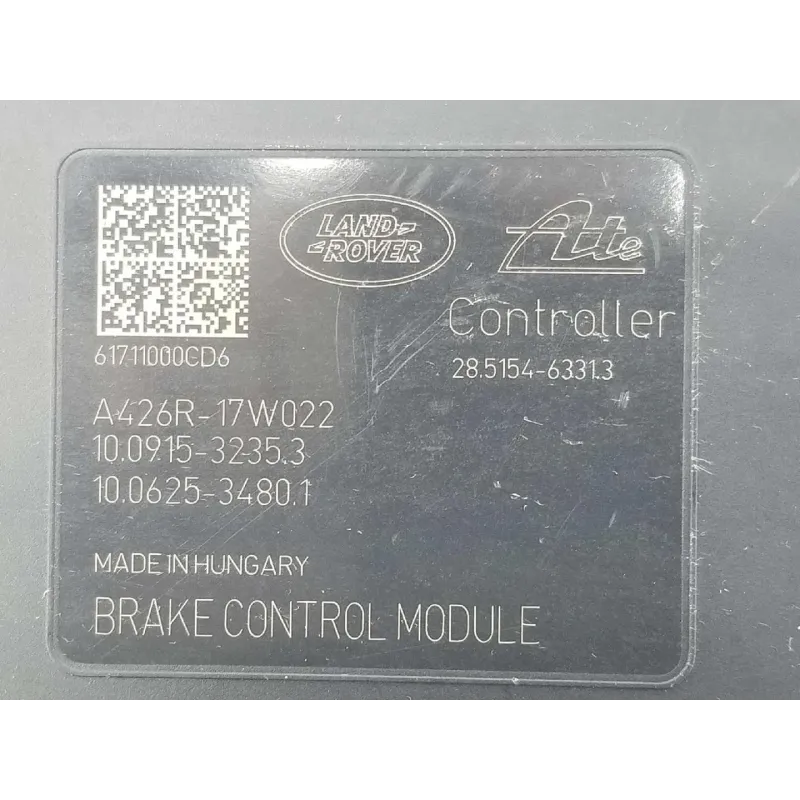 LAND-
-ROVER
Ate
Controller
28.5154-6331.3
61711000CD6
A426R-17W022
10.0915-3235.3
10.0625-3480.1
MADE IN HUNGARY
BRAKE CONTROL MODULE